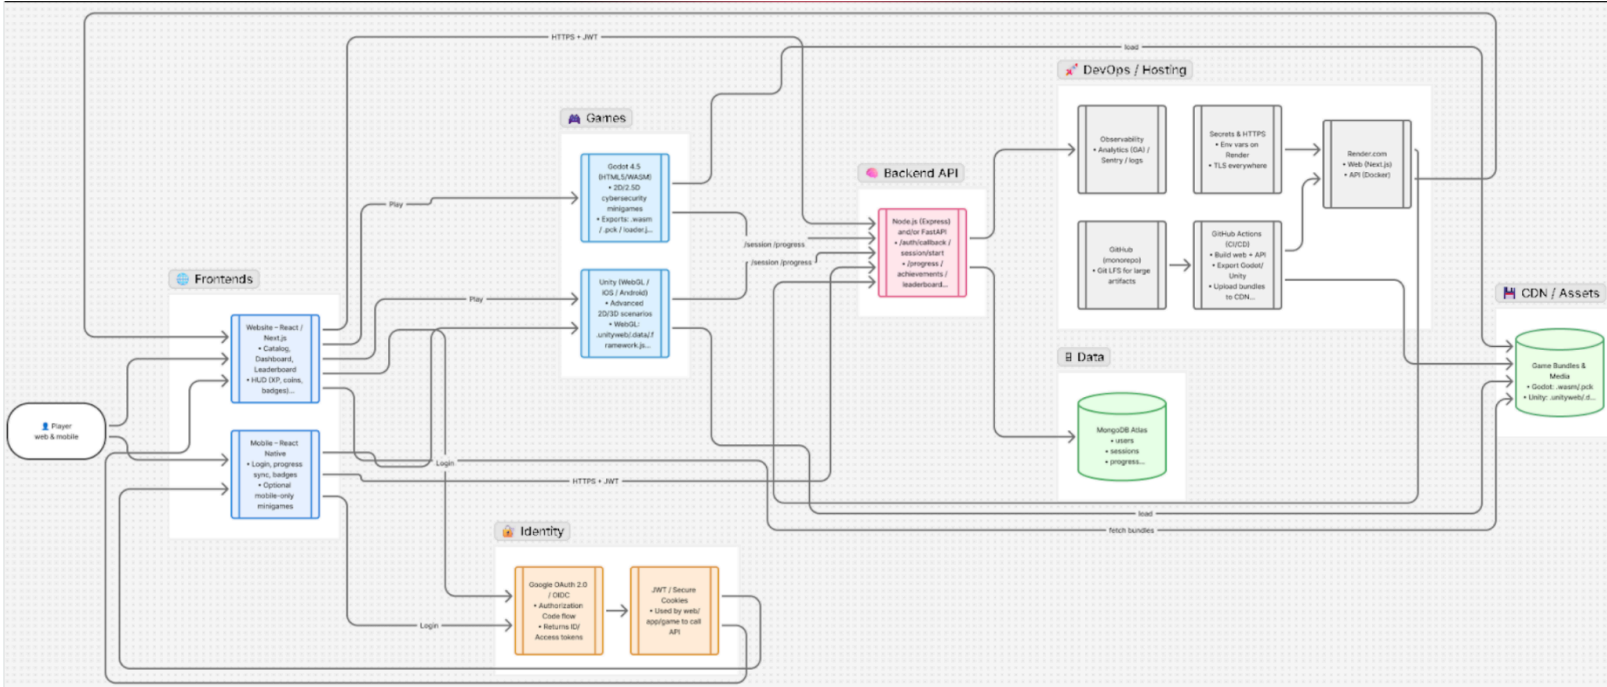 HTTPS + JWT
load
DevOps / Hosting
Games
Observability
• Analytics (GA) /
Sentry / logs
Secrets & HTTPS
• Env vars on
Render
• TLS everywhere
Render.com
• Web (Next.js)
• API (Docker)
Godot 4.5
(HTML5/WASM)
• 2D/2.5D
cybersecurity
minigames
• Exports: .wasm
/ .pck / loader.j...
Backend API
Play
Node.js (Express)
and/or FastAPI
• /auth/callback /
session/start
• /progress /
achievements /
leaderboard...
/session /progress
/session /progress
GitHub
(monorepo)
• Git LFS for large
artifacts
GitHub Actions
(CI/CD)
• Build web + API
• Export Godot/
Unity
• Upload bundles
to CDN...
Frontends
Unity (WebGL /
iOS / Android)
• Advanced
2D/3D scenarios
• WebGL:
.unityweb/.data/.f
ramework.js...
Play
CDN / Assets
Website – React /
Next.js
• Catalog,
Dashboard,
Leaderboard
• HUD (XP, coins,
badges)...
Data
Game Bundles &
Media
• Godot: .wasm/.pck
• Unity: .unityweb/.d...
Player
web & mobile
MongoDB Atlas
• users
• sessions
• progress...
Mobile – React
Native
• Login, progress
sync, badges
• Optional
mobile-only
minigames
Login
HTTPS + JWT
load
fetch bundles
Identity
Google OAuth 2.0
/ OIDC
• Authorization
Code flow
• Returns ID/
Access tokens
JWT / Secure
Cookies
• Used by web/
app/game to call
API
Login